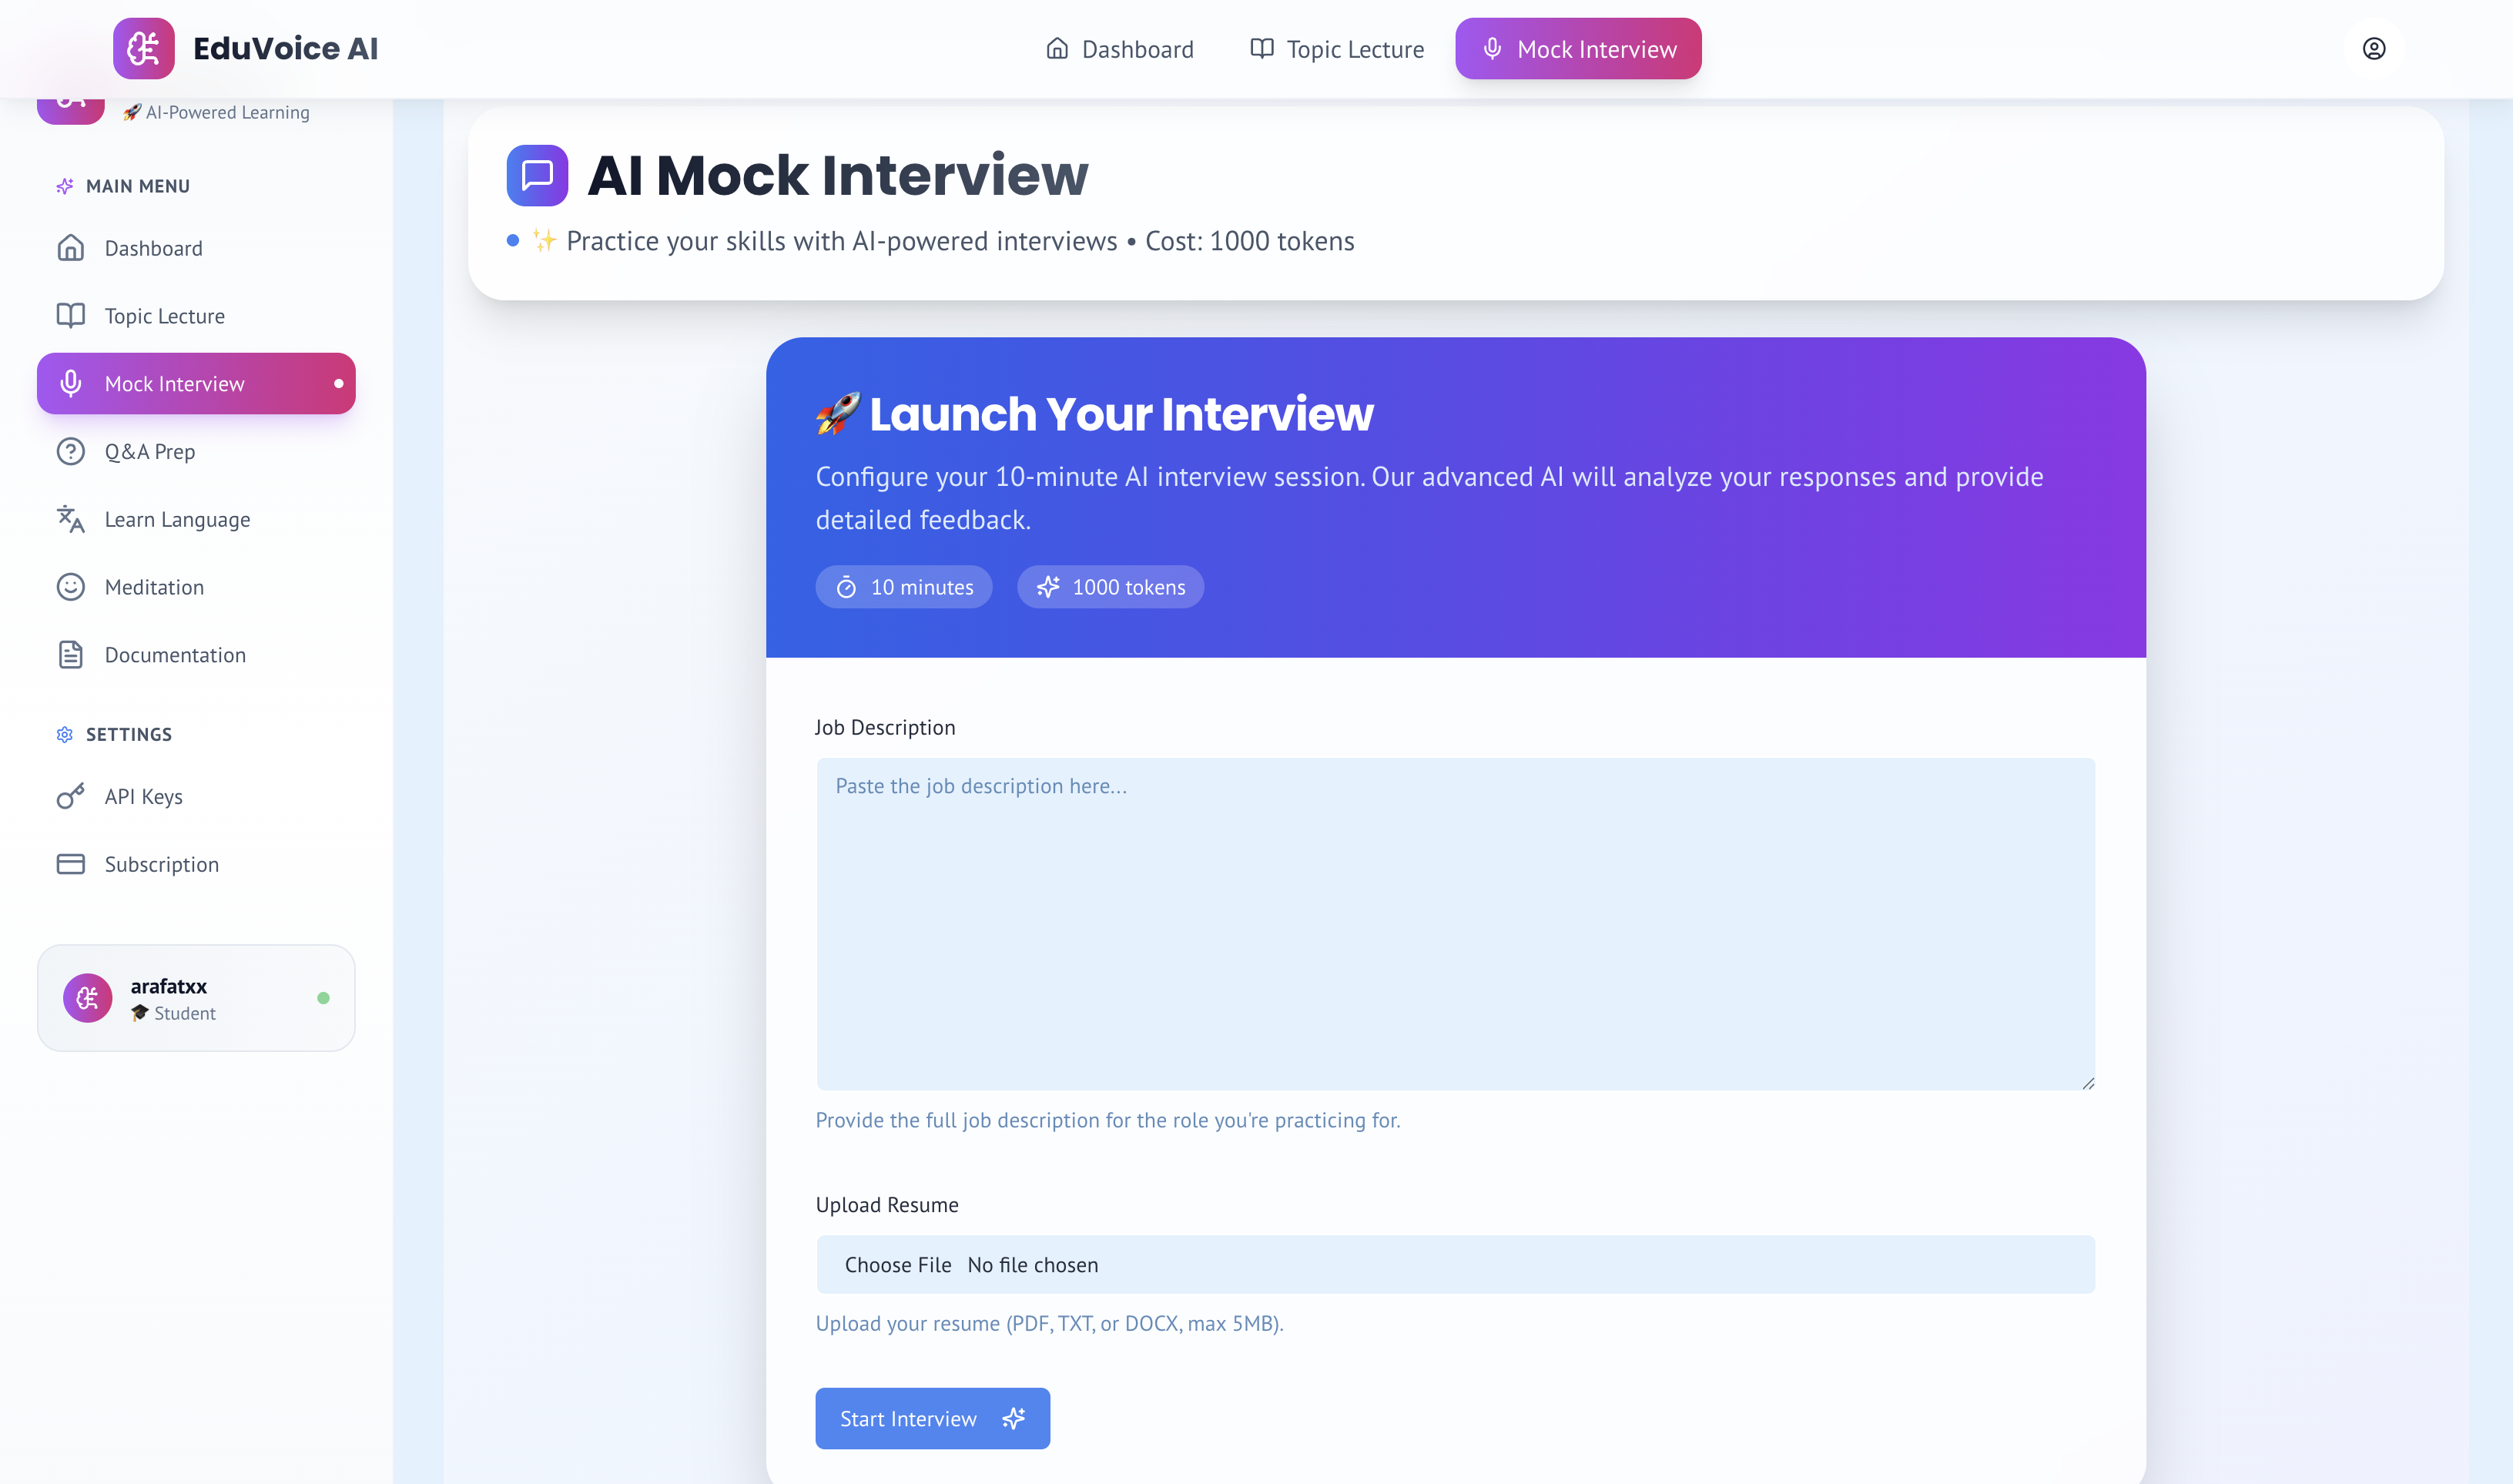 EduVoice AI
Dashboard
Topic Lecture
Mock Interview
🚀 AI-Powered Learning
MAIN MENU
Dashboard
Topic Lecture
Mock Interview
Q&A Prep
Learn Language
Meditation
Documentation
SETTINGS
API Keys
Subscription
arafatxx
🎓 Student
AI Mock Interview
✨ Practice your skills with AI-powered interviews • Cost: 1000 tokens
🚀 Launch Your Interview
Configure your 10-minute AI interview session. Our advanced AI will analyze your responses and provide
detailed feedback.
10 minutes
1000 tokens
Job Description
Paste the job description here...
Provide the full job description for the role you're practicing for.
Upload Resume
Choose File No file chosen
Upload your resume (PDF, TXT, or DOCX, max 5MB).
Start Interview